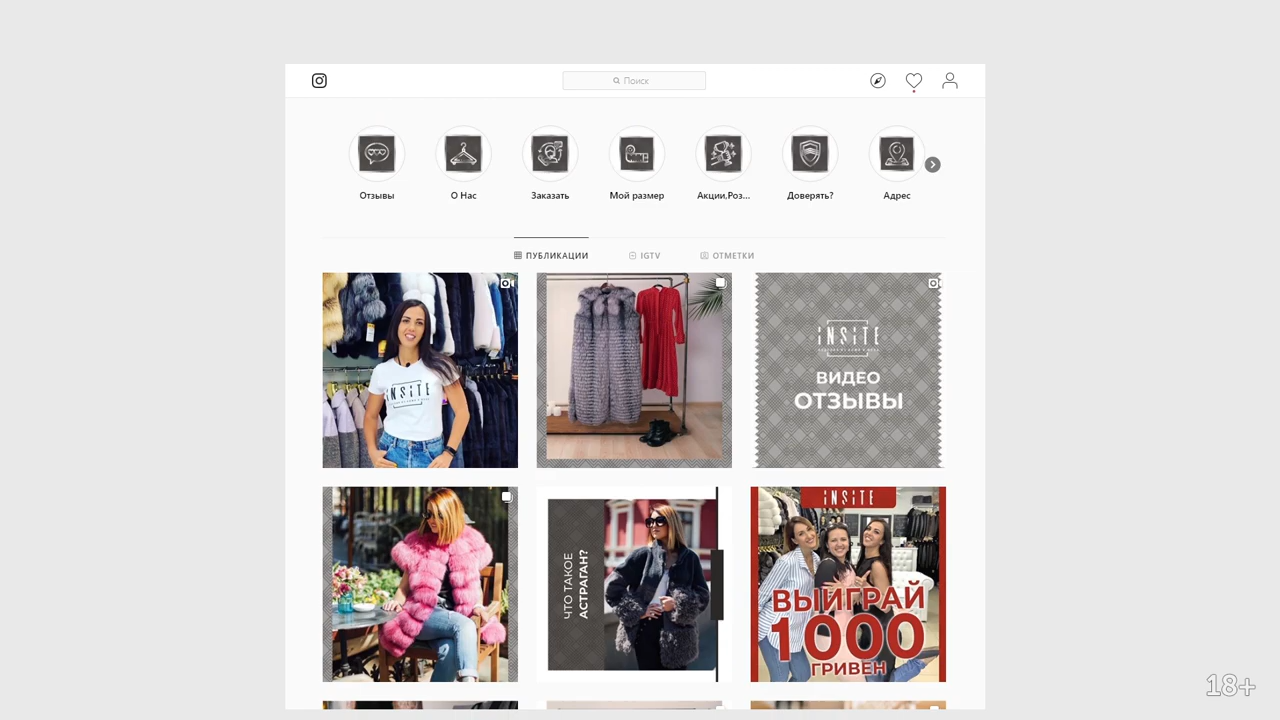 Поиск
Отзывы
О Нас
Заказать
Мой размер
Акции,Роз...
Доверять?
Адрес
ПУБЛИКАЦИИ
IGTV
ОТМЕТКИ
INSITE
INSITE
ВИДЕО
ОТЗЫВЫ
ЧТО ТАКОЕ
АСТРАГАН?
INSITE
ВЫИГРАЙ
1000
ГРИВЕН
18+